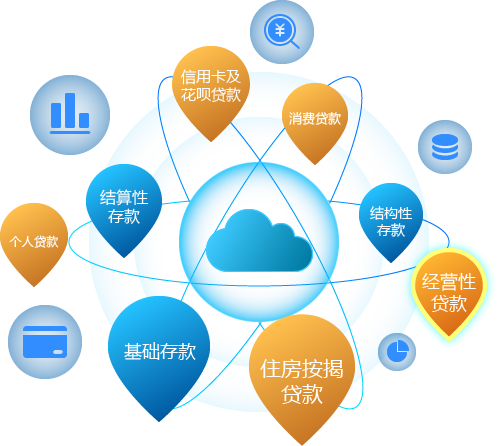 信用卡及
花呗贷款
消费贷款
结算性
存款
结构性
存款
个人贷款
经营性
贷款
基础存款
住房按揭
贷款